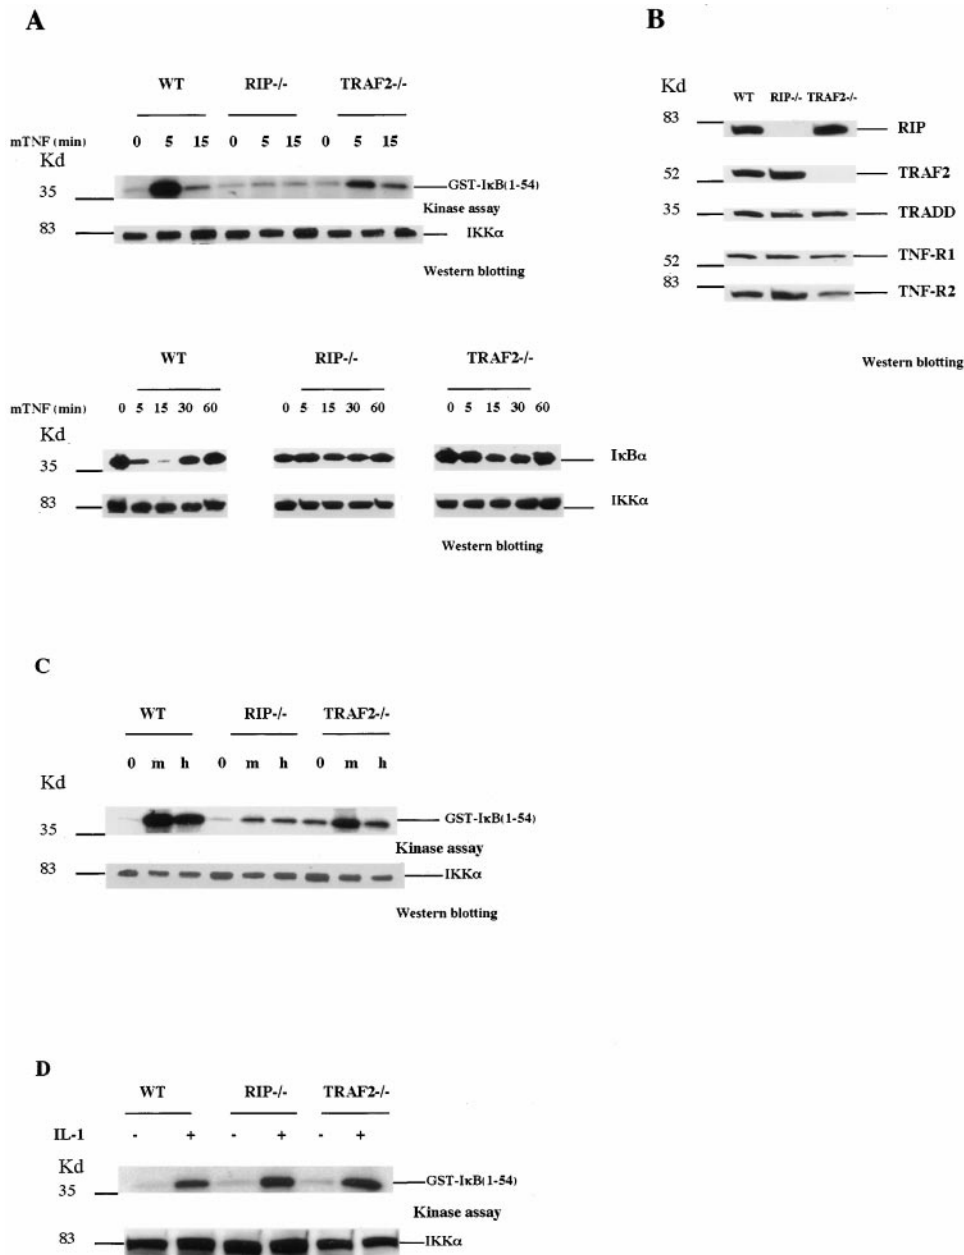 A
WT RIP-/- TRAF2-/-
mTNF (min) 0 5 15 0 5 15 0 5 15
Kd
35 GST-IκB(1-54)
Kinase assay
83 IKKα
Western blotting
WT RIP-/- TRAF2-/-
mTNF (min) 0 5 15 30 60 0 5 15 30 60 0 5 15 30 60
Kd
35 IκBα
83 IKKα
Western blotting
B
Kd
WT RIP-/- TRAF2-/-
83 RIP
52 TRAF2
35 TRADD
52 TNF-R1
83 TNF-R2
Western blotting
C
WT RIP-/- TRAF2-/-
0 m h 0 m h 0 m h
Kd
35 GST-IκB(1-54)
Kinase assay
83 IKKα
Western blotting
D
WT RIP-/- TRAF2-/-
IL-1 - + - + - +
Kd
35 GST-IκB(1-54)
Kinase assay
83 IKKα